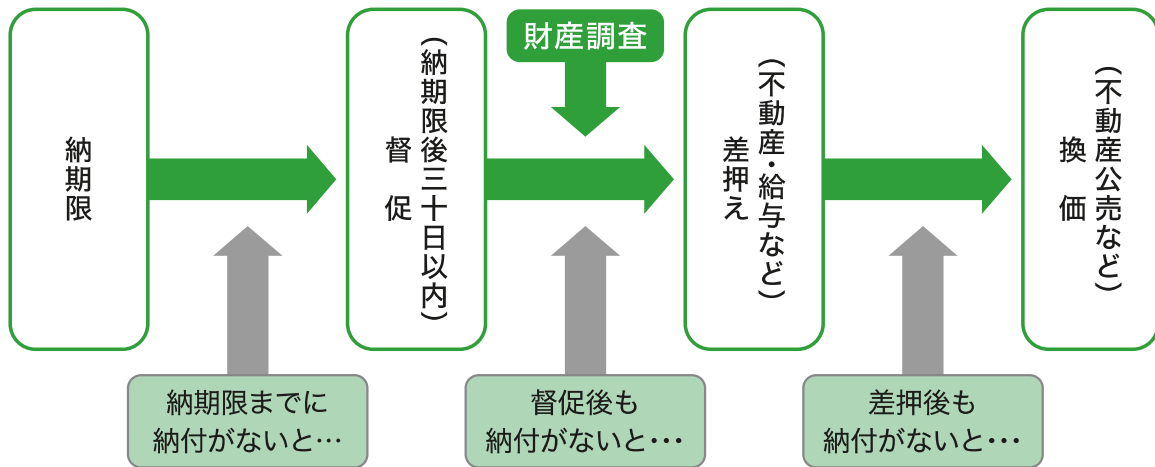 納期限
督　促
（納期限後三十日以内）
財産調査
差押え
（不動産・給与など）
換　価
（不動産公売など）
納期限までに
納付がないと…
督促後も
納付がないと・・・
差押後も
納付がないと・・・